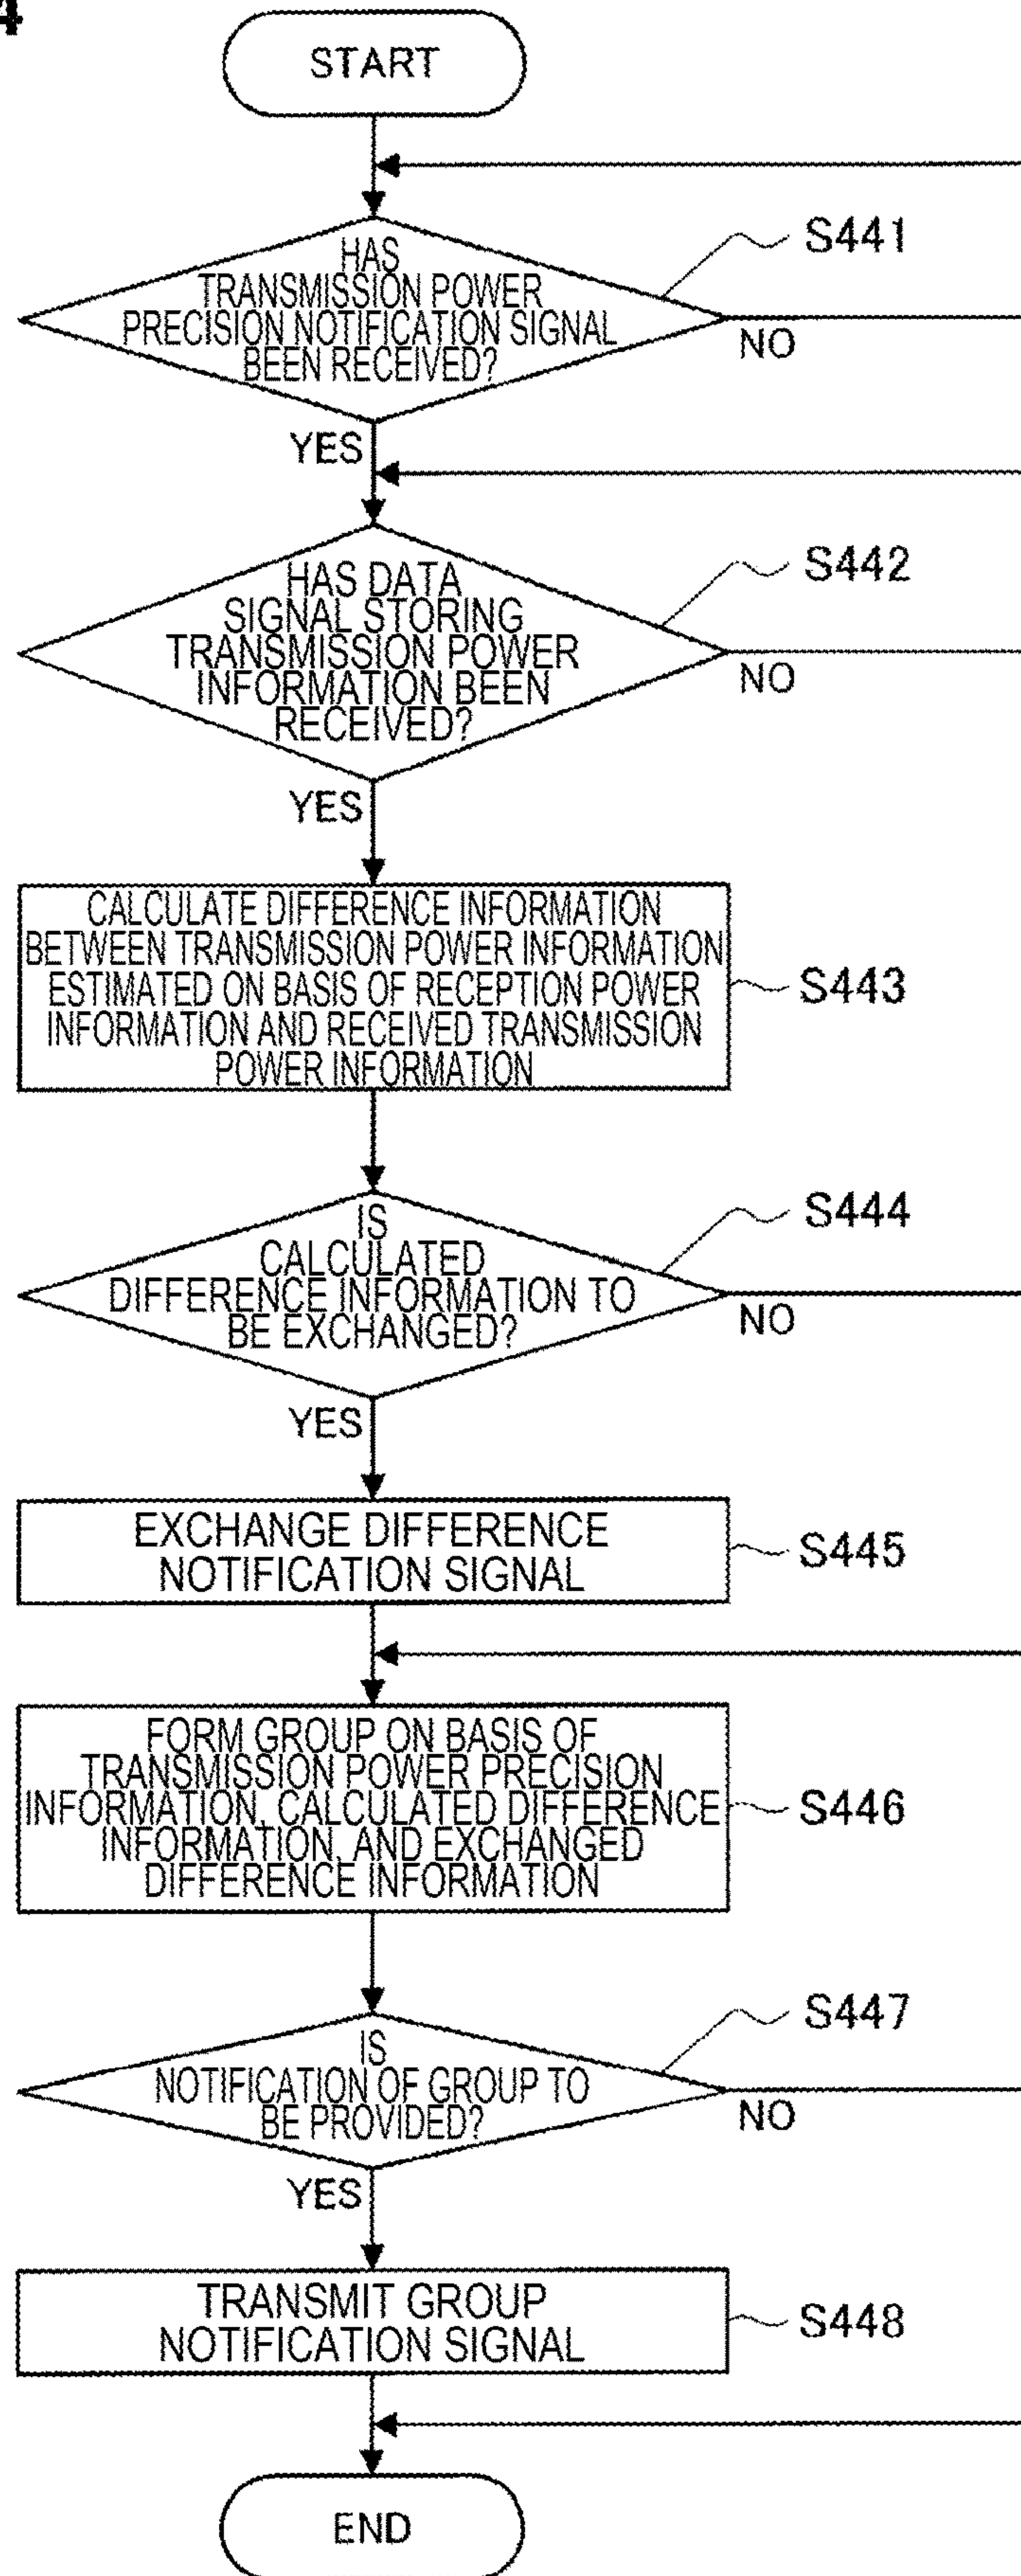 4
START
HAS
TRANSMISSION POWER
PRECISION NOTIFICATION SIGNAL
BEEN RECEIVED?
S441
NO
YES
HAS DATA
SIGNAL STORING
TRANSMISSION POWER
INFORMATION BEEN
RECEIVED?
S442
NO
YES
CALCULATE DIFFERENCE INFORMATION
BETWEEN TRANSMISSION POWER INFORMATION
ESTIMATED ON BASIS OF RECEPTION POWER
INFORMATION AND RECEIVED TRANSMISSION
POWER INFORMATION
S443
IS
CALCULATED
DIFFERENCE INFORMATION TO
BE EXCHANGED?
S444
NO
YES
EXCHANGE DIFFERENCE
NOTIFICATION SIGNAL
S445
FORM GROUP ON BASIS OF
TRANSMISSION POWER PRECISION
INFORMATION, CALCULATED DIFFERENCE
INFORMATION, AND EXCHANGED
DIFFERENCE INFORMATION
S446
IS
NOTIFICATION OF GROUP TO
BE PROVIDED?
S447
NO
YES
TRANSMIT GROUP
NOTIFICATION SIGNAL
S448
END